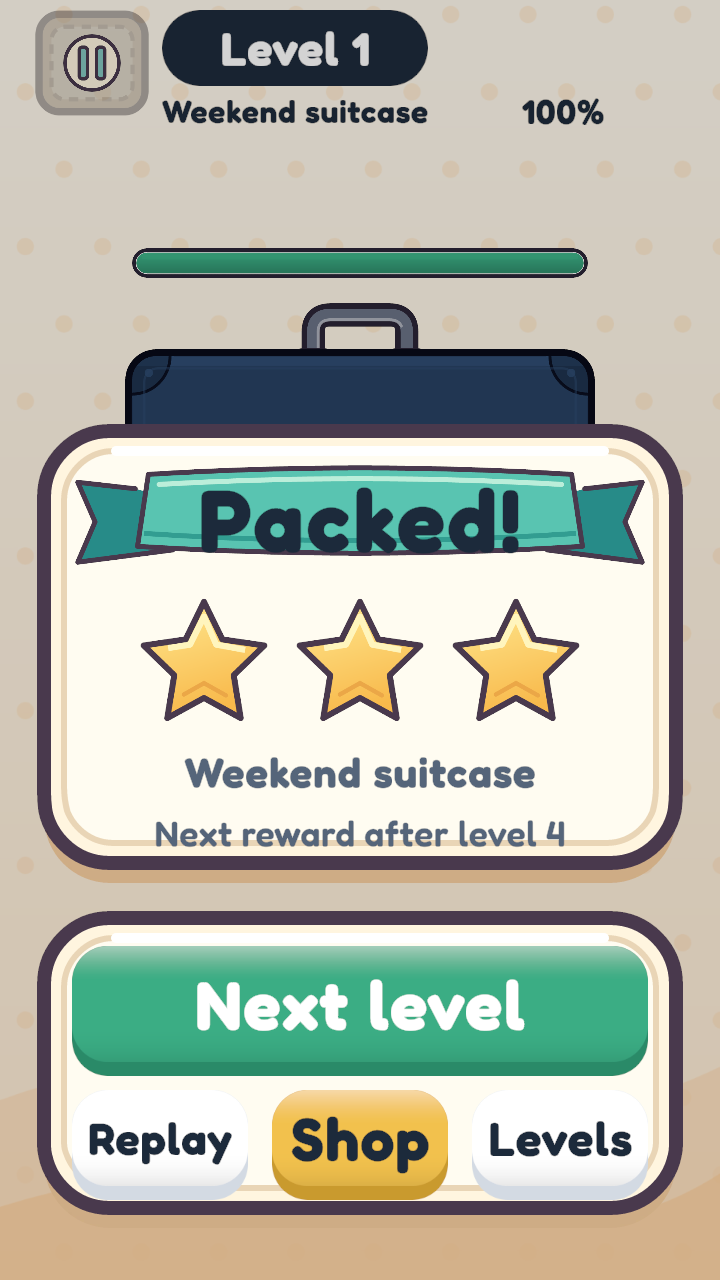 Level 1
Weekend suitcase 100%
Packed!
Weekend suitcase
Next reward after level 4
Next level
Replay Shop Levels